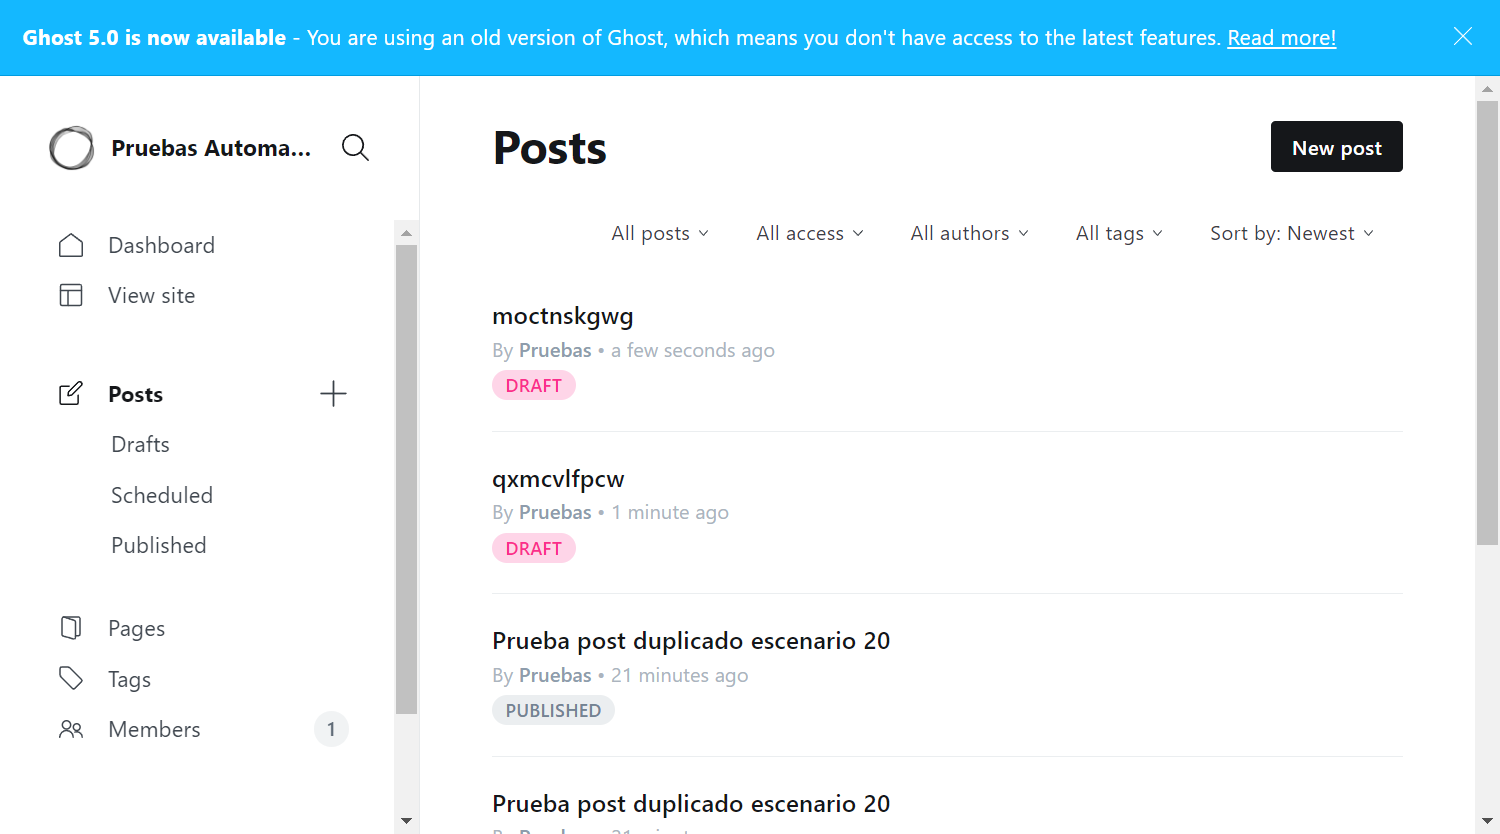 Ghost 5.0 is now available - You are using an old version of Ghost, which means you don't have access to the latest features. Read more!
Pruebas Automa...
Dashboard
View site
Posts
Drafts
Scheduled
Published
Pages
Tags
Members 1
Posts
New post
All posts All access All authors All tags Sort by: Newest
moctnskgwg
By Pruebas • a few seconds ago
DRAFT
qxmcvlfpcw
By Pruebas • 1 minute ago
DRAFT
Prueba post duplicado escenario 20
By Pruebas • 21 minutes ago
PUBLISHED
Prueba post duplicado escenario 20